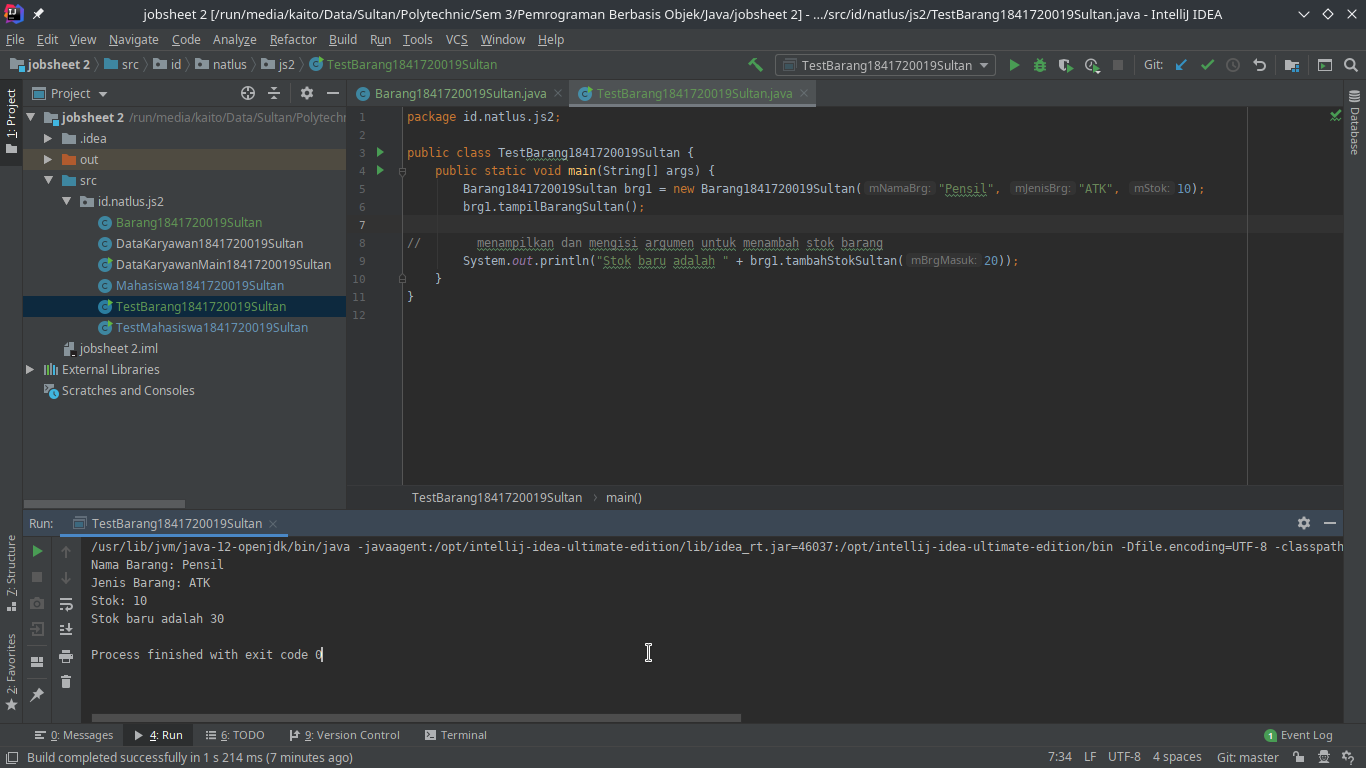 jobsheet 2 [/run/media/kaito/Data/Sultan/Polytechnic/Sem 3/Pemrograman Berbasis Objek/Java/jobsheet 2] - .../src/id/natlus/js2/TestBarang1841720019Sultan.java - IntelliJ IDEA
File Edit View Navigate Code Analyze Refactor Build Run Tools VCS Window Help
jobsheet 2 src id natlus js2 TestBarang1841720019Sultan TestBarang1841720019Sultan Git:
1: Project
Project
Barang1841720019Sultan.java TestBarang1841720019Sultan.java
Database
jobsheet 2 /run/media/kaito/Data/Sultan/Polytechn
.idea
out
src
id.natlus.js2
Barang1841720019Sultan
DataKaryawan1841720019Sultan
DataKaryawanMain1841720019Sultan
Mahasiswa1841720019Sultan
TestBarang1841720019Sultan
TestMahasiswa1841720019Sultan
jobsheet 2.iml
External Libraries
Scratches and Consoles
1 package id.natlus.js2;
2
3 public class TestBarang1841720019Sultan {
4 public static void main(String[] args) {
5 Barang1841720019Sultan brg1 = new Barang1841720019Sultan( mNamaBrg: "Pensil", mJenisBrg: "ATK", mStok: 10);
6 brg1.tampilBarangSultan();
7
8 // menampilkan dan mengisi argumen untuk menambah stok barang
9 System.out.println("Stok baru adalah " + brg1.tambahStokSultan( mBrgMasuk: 20));
10 }
11 }
12
TestBarang1841720019Sultan main()
Run: TestBarang1841720019Sultan
7: Structure
2: Favorites
/usr/lib/jvm/java-12-openjdk/bin/java -javaagent:/opt/intellij-idea-ultimate-edition/lib/idea_rt.jar=46037:/opt/intellij-idea-ultimate-edition/bin -Dfile.encoding=UTF-8 -classpath
Nama Barang: Pensil
Jenis Barang: ATK
Stok: 10
Stok baru adalah 30
Process finished with exit code 0
0: Messages 4: Run 6: TODO 9: Version Control Terminal 1 Event Log
Build completed successfully in 1 s 214 ms (7 minutes ago) 7:34 LF UTF-8 4 spaces Git: master